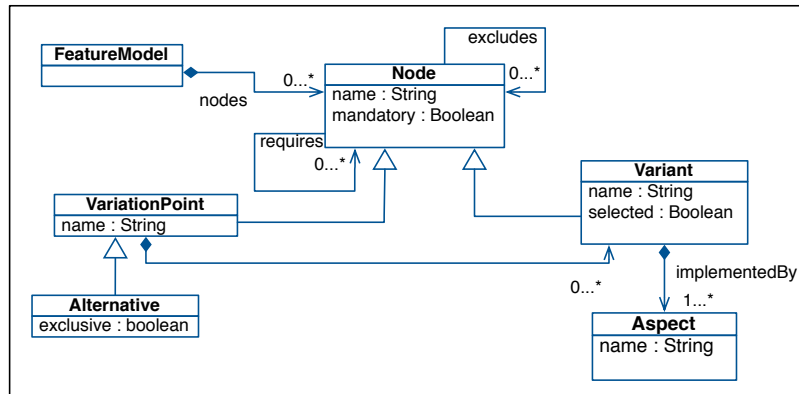 FeatureModel
excludes
Node
0...*
0...*
name : String
nodes
mandatory : Boolean
requires
0...*
Variant
name : String
selected : Boolean
VariationPoint
name : String
0...*
implementedBy
1...*
Alternative
exclusive : boolean
Aspect
name : String